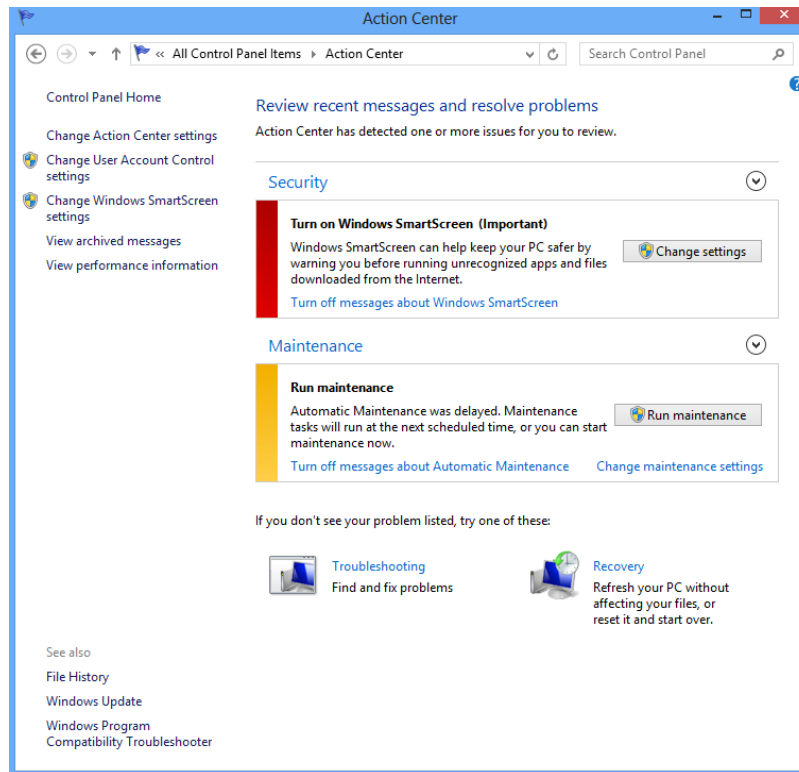 Action Center
« All Control Panel Items ▸ Action Center
Search Control Panel
Control Panel Home
Change Action Center settings
Change User Account Control
settings
Change Windows SmartScreen
settings
View archived messages
View performance information
Review recent messages and resolve problems
Action Center has detected one or more issues for you to review.
Security
Turn on Windows SmartScreen (Important)
Windows SmartScreen can help keep your PC safer by
warning you before running unrecognized apps and files
downloaded from the Internet.
Change settings
Turn off messages about Windows SmartScreen
Maintenance
Run maintenance
Automatic Maintenance was delayed. Maintenance
tasks will run at the next scheduled time, or you can start
maintenance now.
Run maintenance
Turn off messages about Automatic Maintenance
Change maintenance settings
If you don't see your problem listed, try one of these:
Troubleshooting
Find and fix problems
Recovery
Refresh your PC without
affecting your files, or
reset it and start over.
See also
File History
Windows Update
Windows Program
Compatibility Troubleshooter